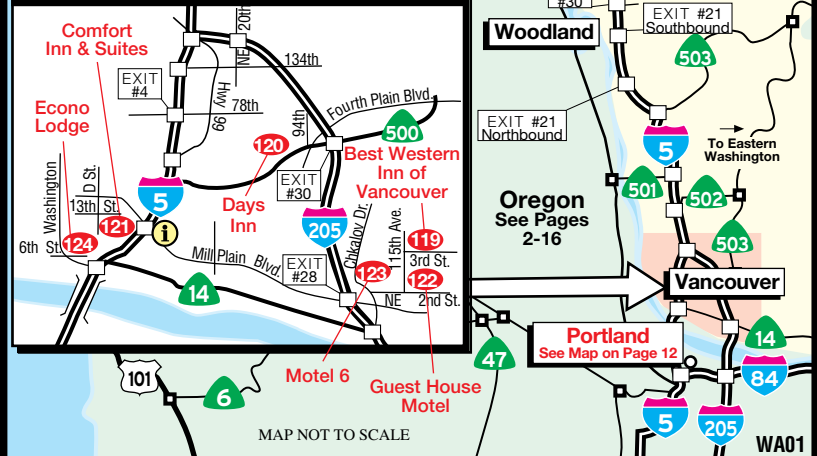 Comfort
Inn & Suites
Econo
Lodge
EXIT
#4
NE 20th
134th
Hwy 99
78th
94th
Fourth Plain Blvd.
500
120
Days
Inn
EXIT
#30
Best Western
Inn of
Vancouver
Washington
D St.
13th St.
121
5
i
6th St.
124
Mill Plain Blvd.
205
Chkalov Dr.
115th Ave.
119
3rd St.
122
123
EXIT
#28
NE 2nd St.
14
Motel 6
Guest House
Motel
101
6
MAP NOT TO SCALE
47
#30
Woodland
EXIT #21
Southbound
503
EXIT #21
Northbound
5
To Eastern
Washington
501
502
503
Oregon
See Pages
2-16
Vancouver
Portland
See Map on Page 12
14
84
5
205
WA01